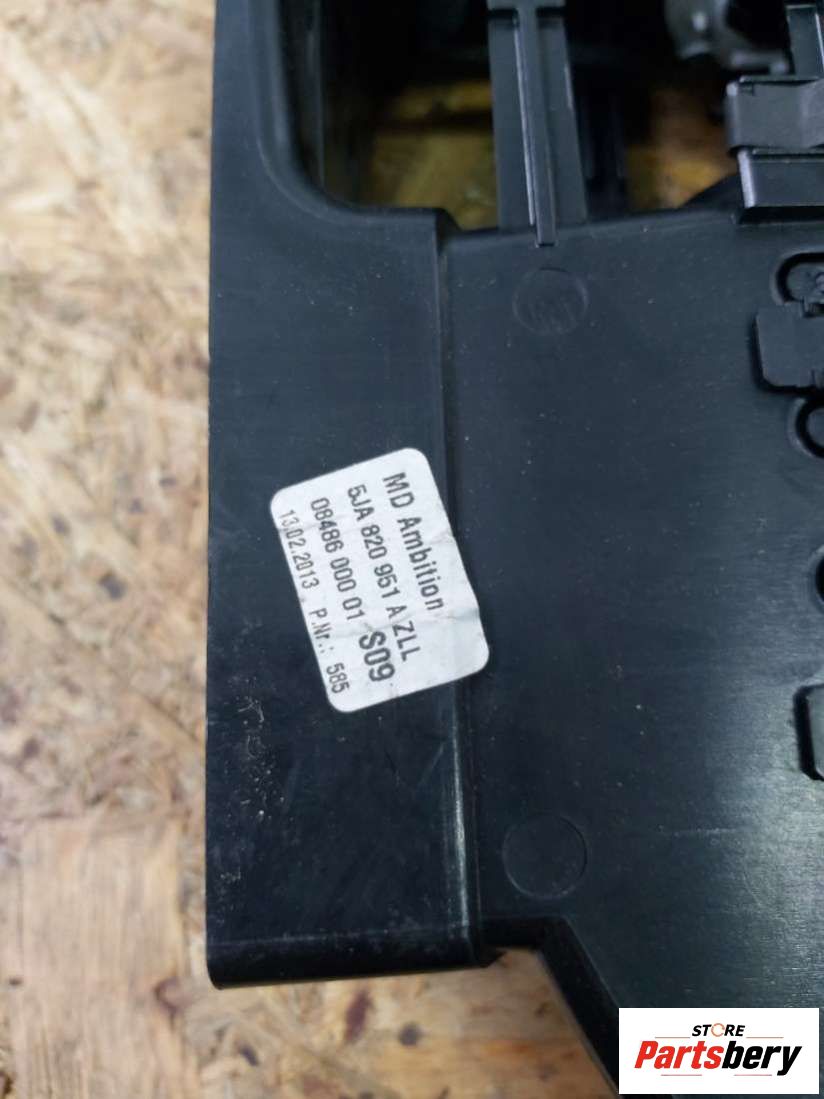 MD Ambition
5JA 820 951 A ZLL
08486 000 01 S09
13.02.2013 P.Nr.: 585
STORE
Partsbery